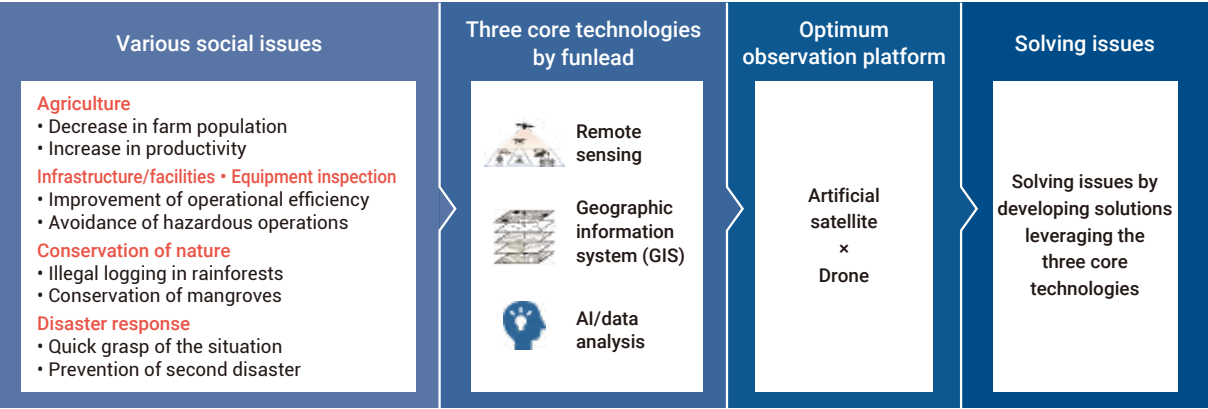 Various social issues
Agriculture
• Decrease in farm population
• Increase in productivity
Infrastructure/facilities • Equipment inspection
• Improvement of operational efficiency
• Avoidance of hazardous operations
Conservation of nature
• Illegal logging in rainforests
• Conservation of mangroves
Disaster response
• Quick grasp of the situation
• Prevention of second disaster
Three core technologies
by funlead
Remote
sensing
Geographic
information
system (GIS)
AI/data
analysis
Optimum
observation platform
Artificial
satellite
×
Drone
Solving issues
Solving issues by
developing solutions
leveraging the
three core
technologies